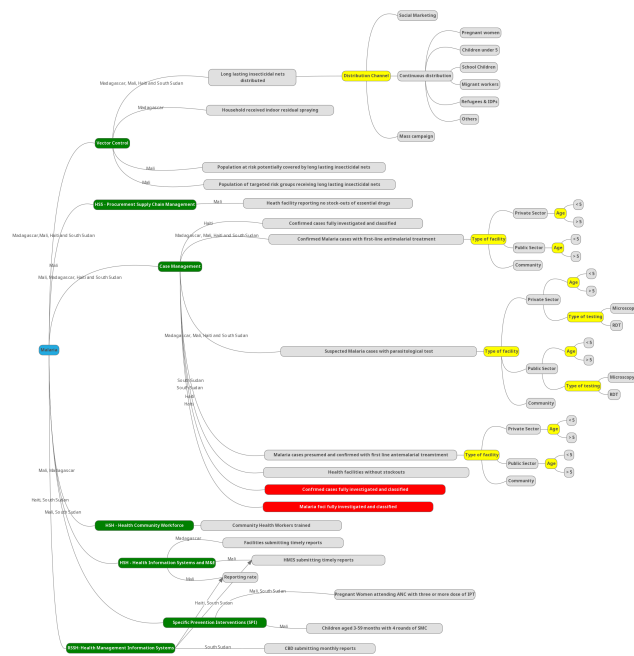 Social Marketing
Pregnant women
Children under 5
School Children
Long lasting insecticidal nets
distributed
Distribution Channel
Continuous distribution
Madagascar, Mali, Haiti and South Sudan
Migrant workers
Refugees & IDPs
Madagascar
Household received indoor residual spraying
Others
Mass campaign
Vector Control
Mali
Population at risk potentially covered by long lasting insecticidal nets
Mali
Population of targeted risk groups receiving long lasting insecticidal nets
HSS - Procurement Supply Chain Management
Mali
Heath facility reporting no stock-outs of essential drugs
< 5
Private Sector
Age
> 5
Haiti
Confirmed cases fully investigated and classified
Madagascar, Mali, Haiti and South Sudan
Madagascar, Mali, Haiti and South Sudan
Confirmed Malaria cases with first-line antimalarial treatment
Type of facility
Public Sector
Age
> 5
Community
Mali
Case Management
Mali, Madagascar, Haiti and South Sudan
< 5
Age
> 5
Private Sector
Microscopy
Type of testing
RDT
Madagascar, Mali, Haiti and South Sudan
< 5
Malaria
Suspected Malaria cases with parasitological test
Type of facility
Age
> 5
Public Sector
Microscopy
Type of testing
RDT
South Sudan
South Sudan
Haiti
Haiti
Community
< 5
Private Sector
Age
> 5
Malaria cases presumed and confirmed with first line antemalarial treamtment
Type of facility
< 5
Public Sector
Age
> 5
Mali, Madagascar
Health facilities without stockouts
Community
Confirmed cases fully investigated and classified
Haiti, South Sudan
Malaria foci fully investigated and classified
Mali, South Sudan
HSH - Health Community Workforce
Community Health Workers trained
Madagascar
Facilities submitting timely reports
HSH - Health Information Systems and M&E
Mali
HMIS submitting timely reports
Mali
Reporting rate
Mali, South Sudan
Pregnant Women attending ANC with three or more dose of IPT
Haiti, South Sudan
Specific Prevention Interventions (SPI)
Mali
Children aged 3-59 months with 4 rounds of SMC
RSSH: Health Management Information Systems
South Sudan
CBD submitting monthly reports